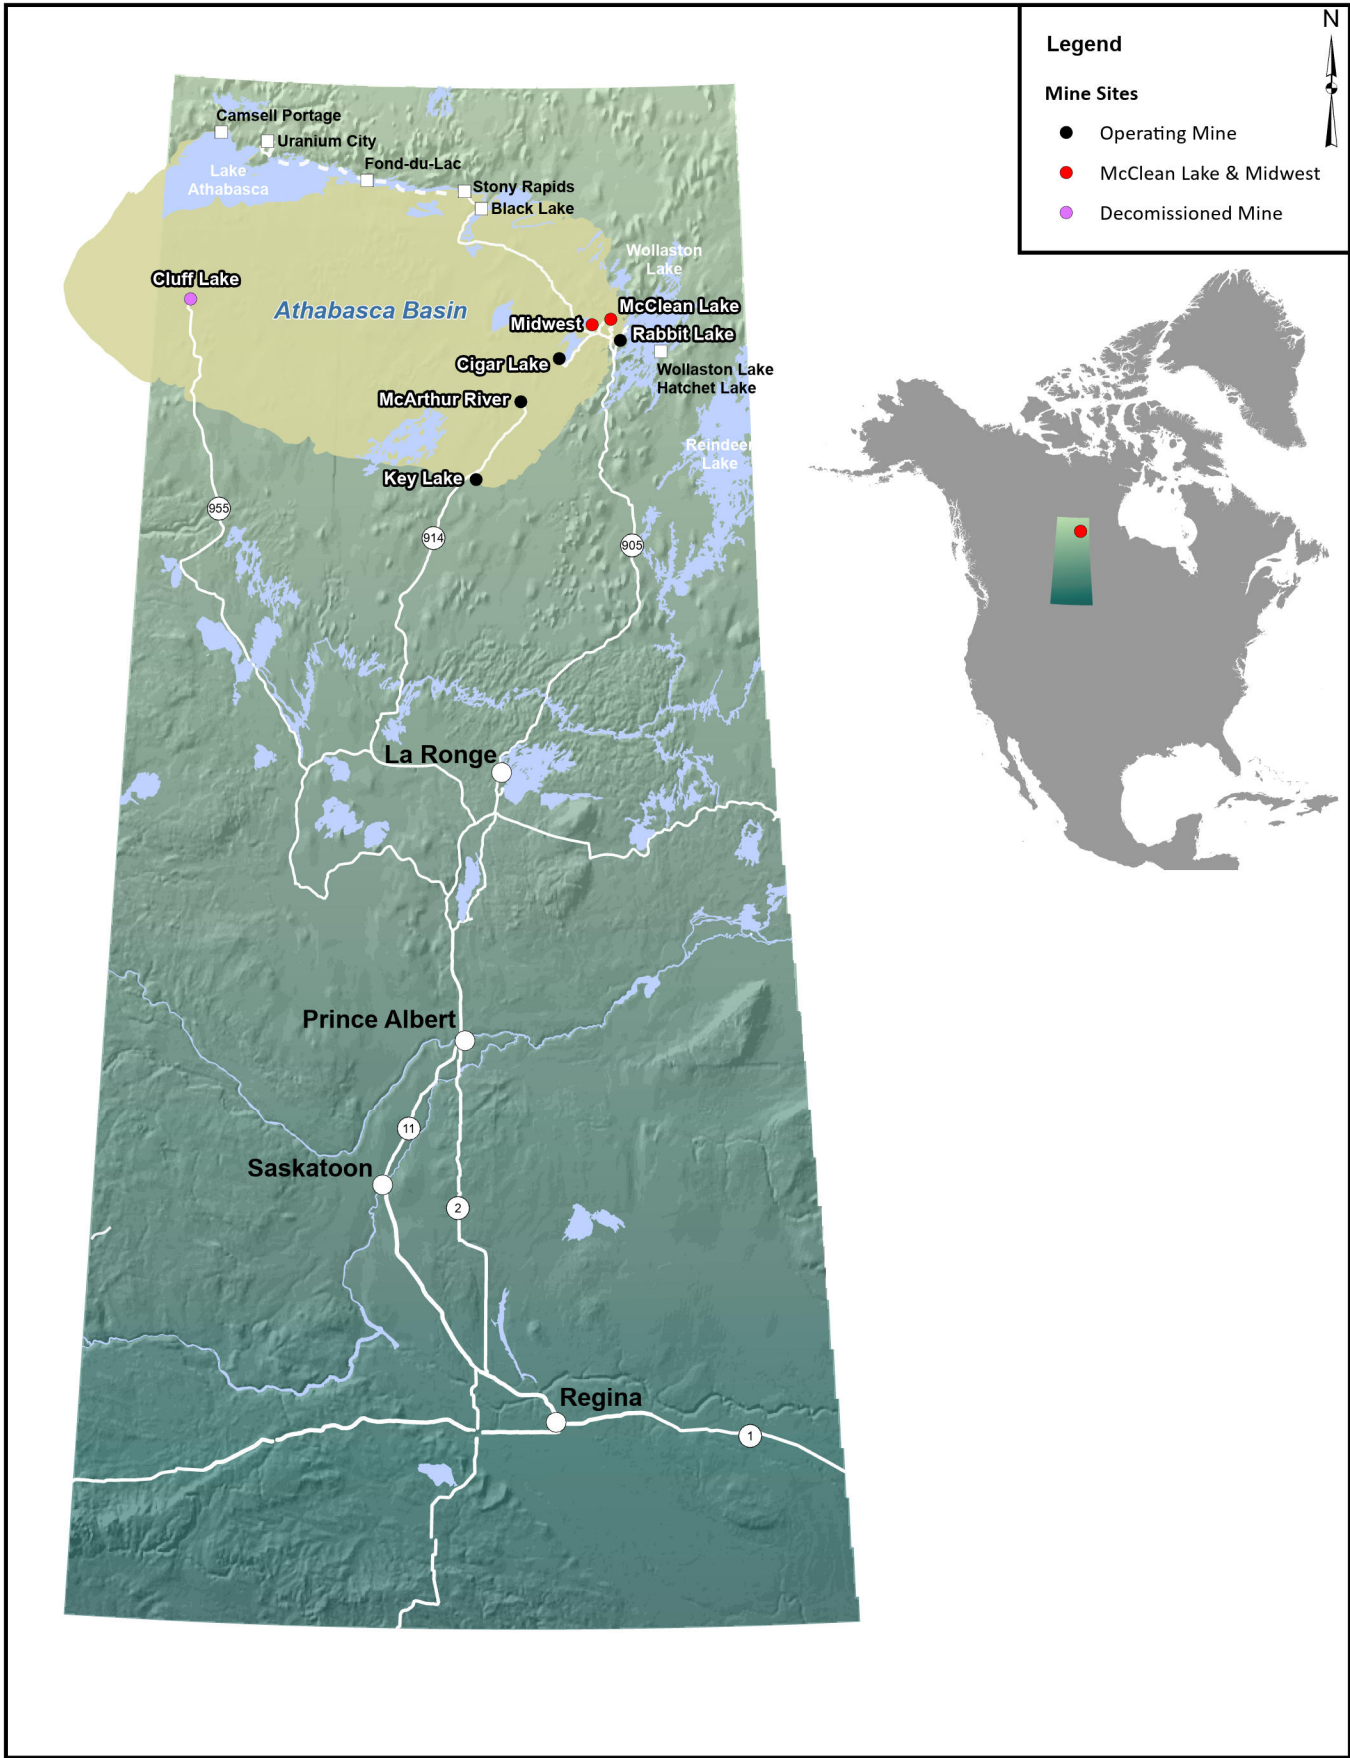 N
Legend
Mine Sites
Operating Mine
McClean Lake & Midwest
Decomissioned Mine
Camsell Portage
Uranium City
Fond-du-Lac
Lake
Athabasca
Stony Rapids
Black Lake
Wollaston
Lake
Cluff Lake
Athabasca Basin
McClean Lake
Midwest
Rabbit Lake
Cigar Lake
Wollaston Lake
Hatchet Lake
McArthur River
Reindeer
Lake
Key Lake
955
914
905
La Ronge
Prince Albert
11
Saskatoon
2
Regina
1